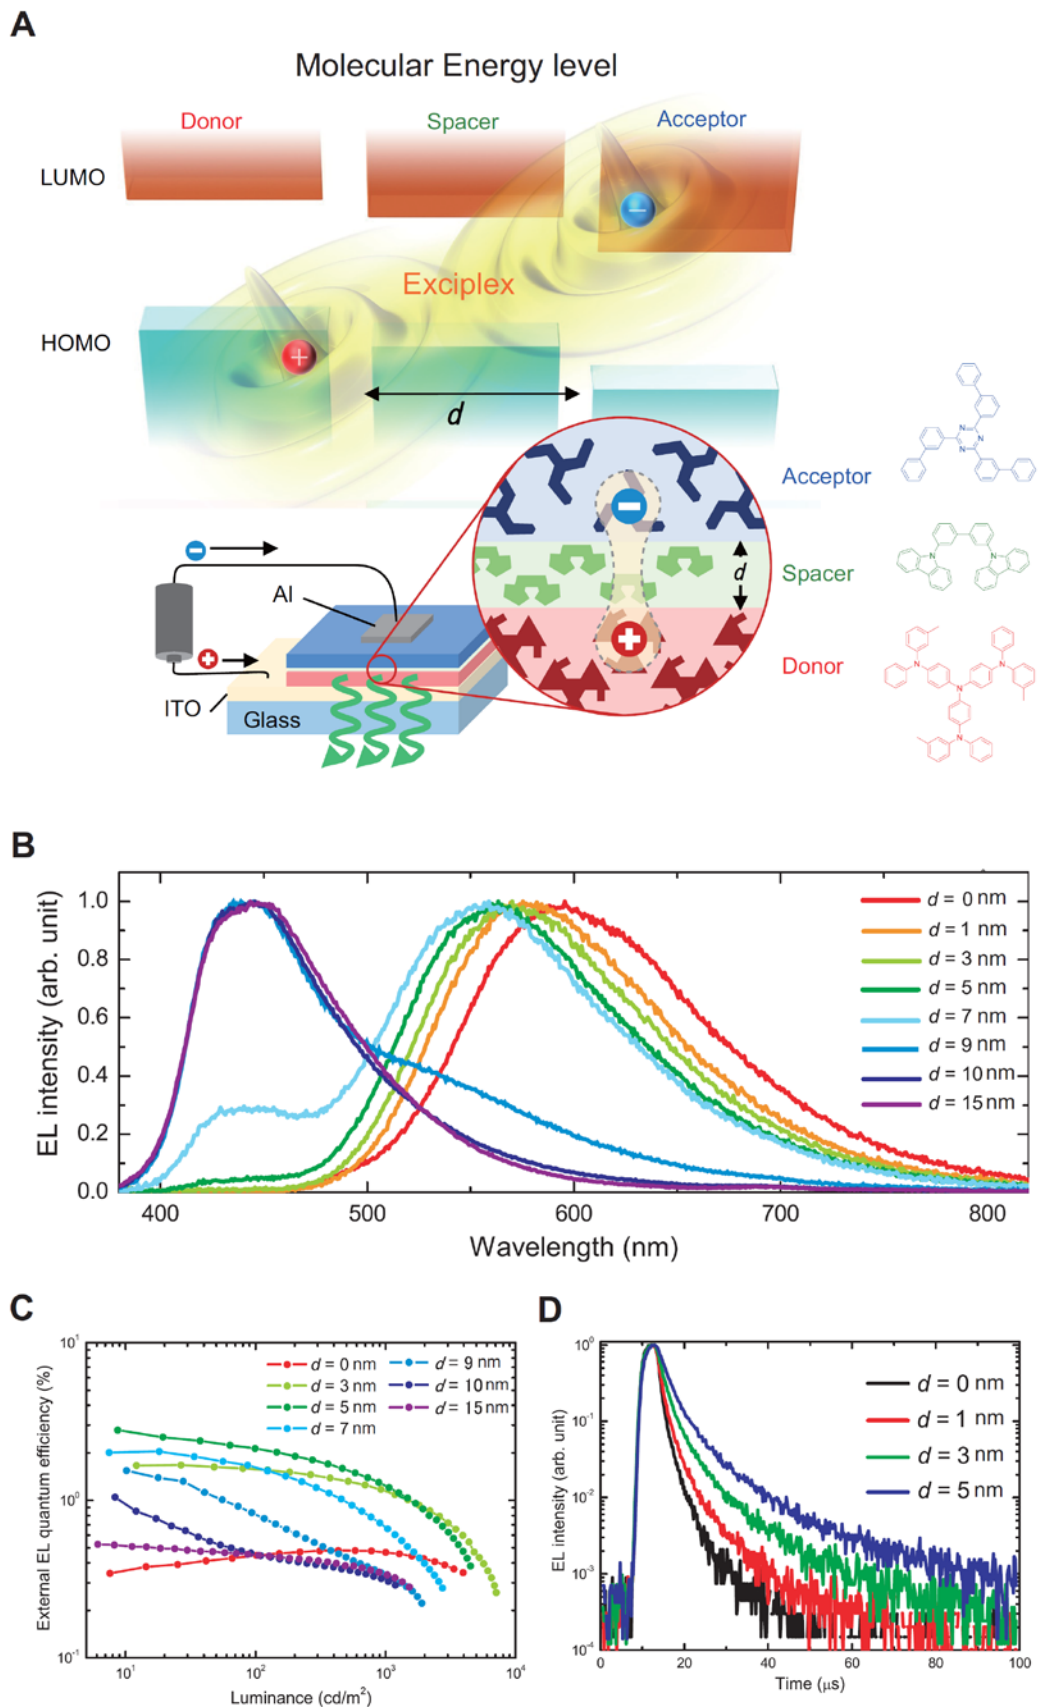 A
Molecular Energy level
Donor
Spacer
Acceptor
LUMO
−
Exciplex
HOMO
+
d
Acceptor
N
N
N
−
−
Al
d
Spacer
N
N
+
+
Donor
N
N
N
N
ITO
Glass
B
EL intensity (arb. unit)
1.0
0.8
0.6
0.4
0.2
0.0
400
500
600
700
800
Wavelength (nm)
d = 0 nm
d = 1 nm
d = 3 nm
d = 5 nm
d = 7 nm
d = 9 nm
d = 10 nm
d = 15 nm
C
External EL quantum efficiency (%)
10¹
10⁰
10⁻¹
10¹
10²
10³
10⁴
Luminance (cd/m²)
d = 0 nm
d = 3 nm
d = 5 nm
d = 7 nm
d = 9 nm
d = 10 nm
d = 15 nm
D
EL intensity (arb. unit)
10⁰
10⁻¹
10⁻²
10⁻³
10⁻⁴
0
20
40
60
80
100
Time (μs)
d = 0 nm
d = 1 nm
d = 3 nm
d = 5 nm